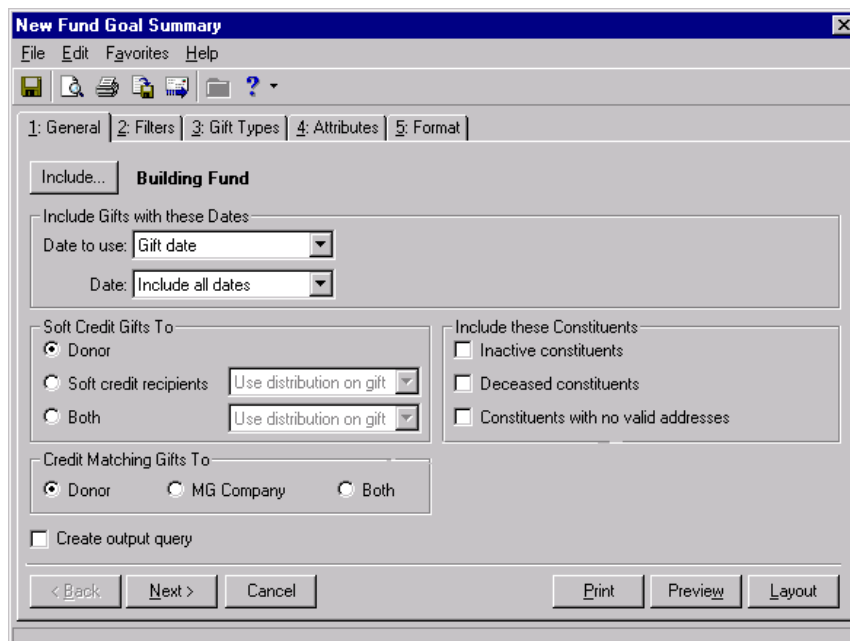 New Fund Goal Summary
File Edit Favorites Help
1: General 2: Filters 3: Gift Types 4: Attributes 5: Format
Include... Building Fund
Include Gifts with these Dates
Date to use: Gift date
Date: Include all dates
Soft Credit Gifts To
Donor
Soft credit recipients Use distribution on gift
Both Use distribution on gift
Include these Constituents
Inactive constituents
Deceased constituents
Constituents with no valid addresses
Credit Matching Gifts To
Donor MG Company Both
Create output query
< Back Next > Cancel Print Preview Layout